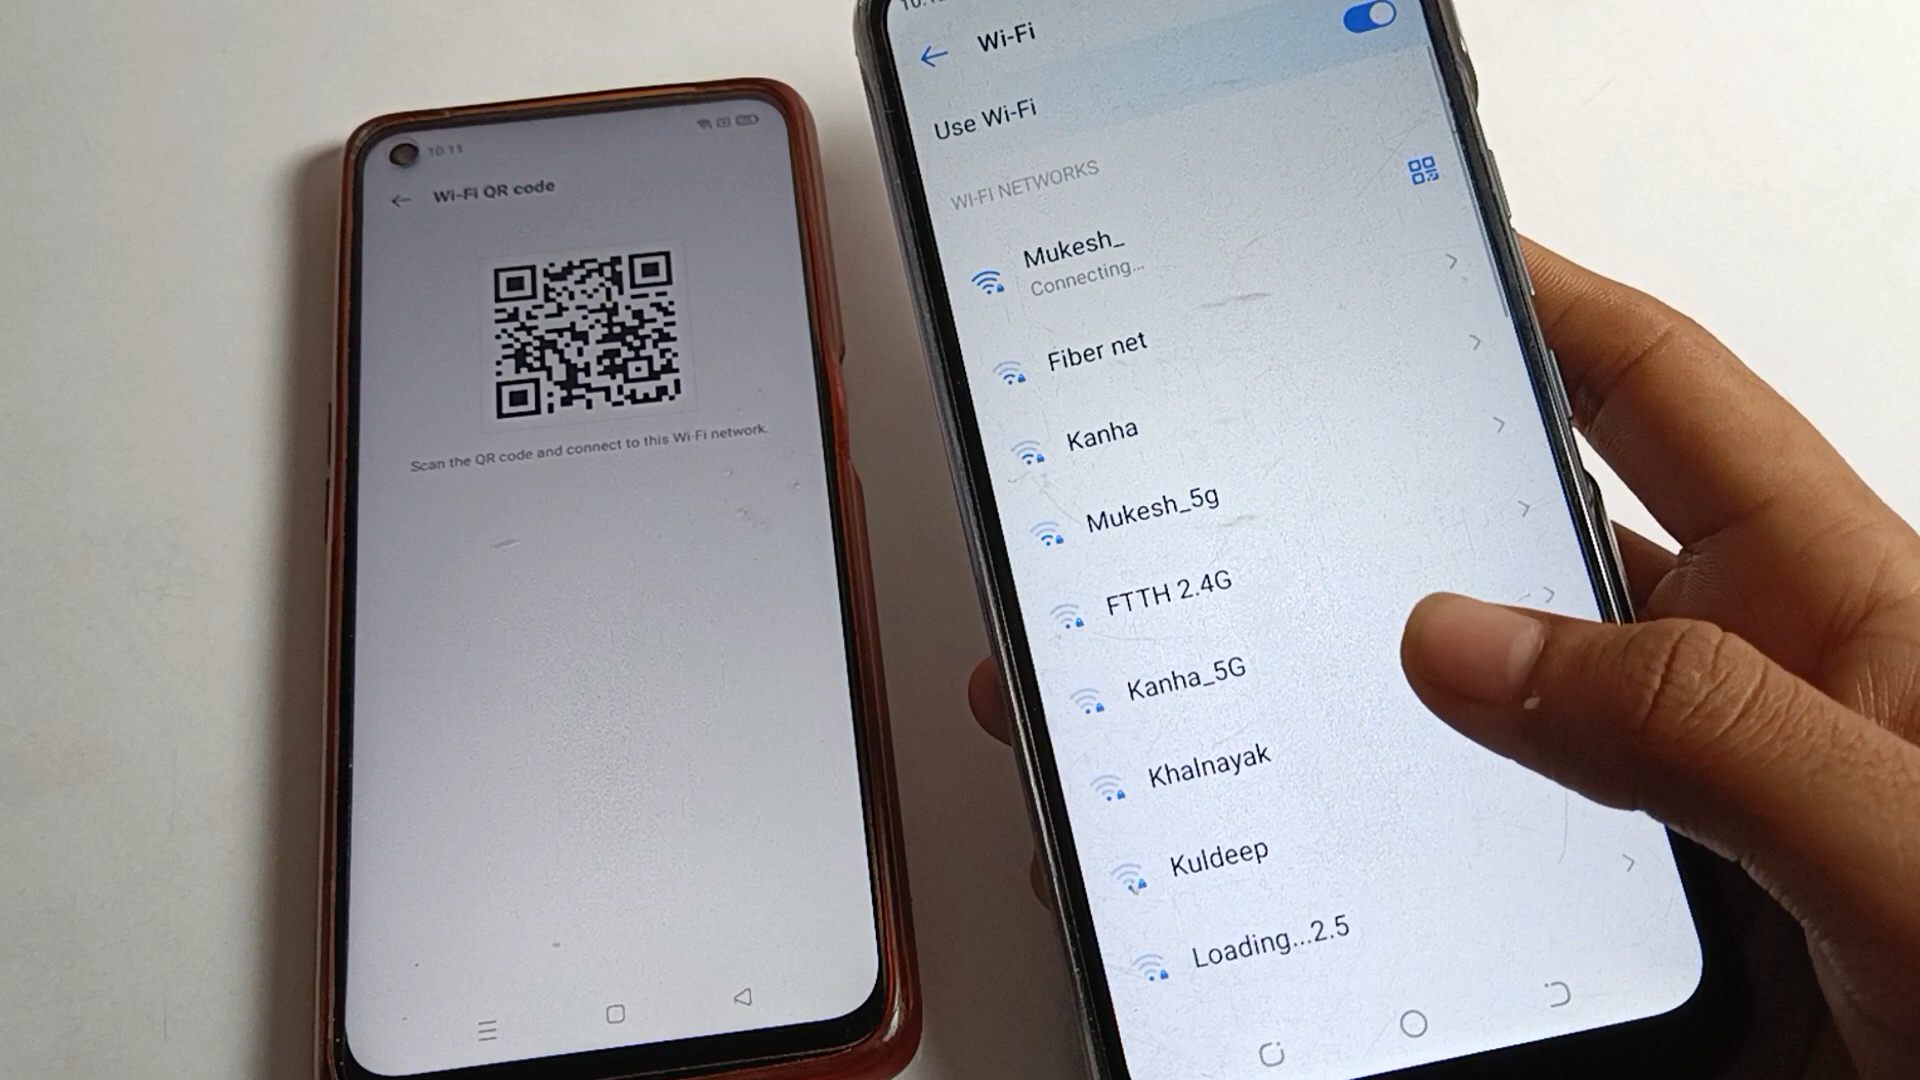 10:11
Wi-Fi QR code
Scan the QR code and connect to this Wi-Fi network.
Wi-Fi
Use Wi-Fi
WI-FI NETWORKS
Mukesh_
Connecting...
Fiber net
Kanha
Mukesh_5g
FTTH 2.4G
Kanha_5G
Khalnayak
Kuldeep
Loading...2.5